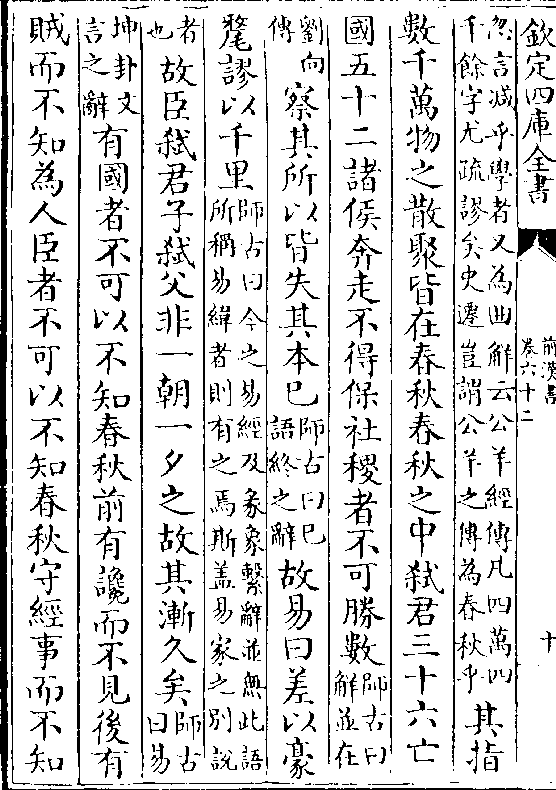 欽定四庫全書
前漢書
卷六十二
十
忽言減乎學者又為曲解云公羊經傳凡四萬四
千餘字尤疏謬矣史遷豈謂公羊之傳為春秋乎
其指
數千萬物之散聚皆在春秋春秋之中弑君三十六亡
國五十二諸侯奔走不得保社稷者不可勝數
師古曰
解並在
劉向
傳
察其所以皆失其本已
師古曰已
語終之辭
故易曰差以豪
氂謬以千里
師古曰今之易經及彖象繫辭並無此語
所稱易緯者則有之焉斯蓋易家之別說
者
也
故臣弑君子弑父非一朝一夕之故其漸久矣
師古
曰易
坤卦文
言之辭
有國者不可以不知春秋前有讒而不見後有
賊而不知為人臣者不可以不知春秋守經事而不知